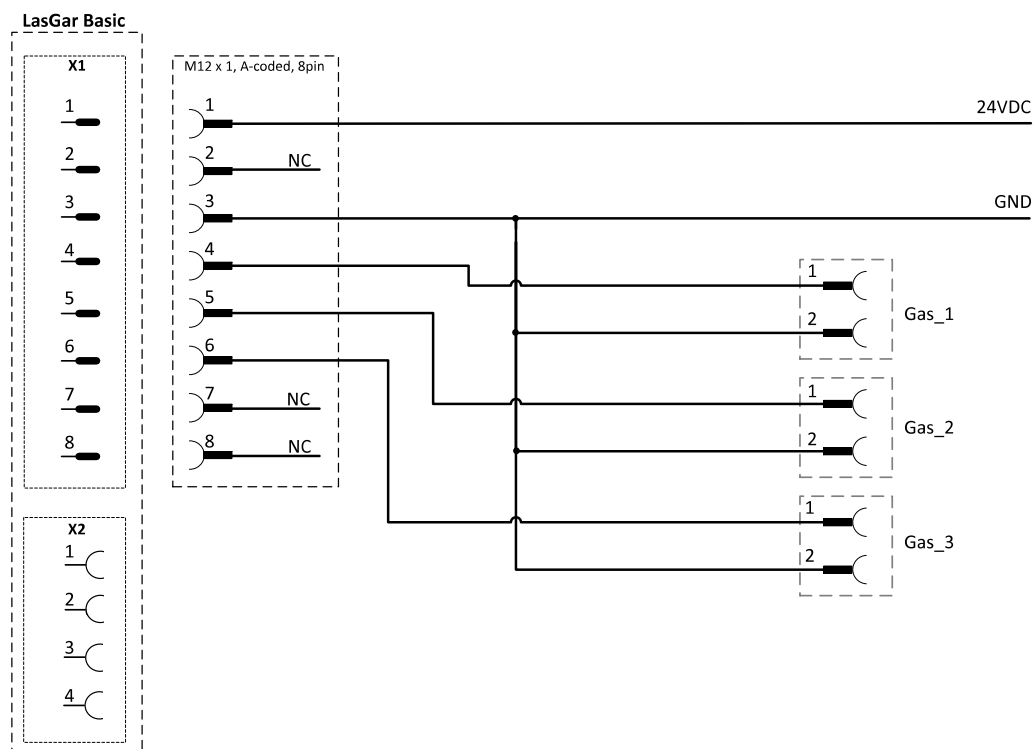 LasGar Basic
X1
1
2
3
4
5
6
7
8
X2
1
2
3
4
M12 x 1, A-coded, 8pin
1
2 NC
3
4
5
6
7 NC
8 NC
24VDC
GND
1
2
Gas_1
1
2
Gas_2
1
2
Gas_3